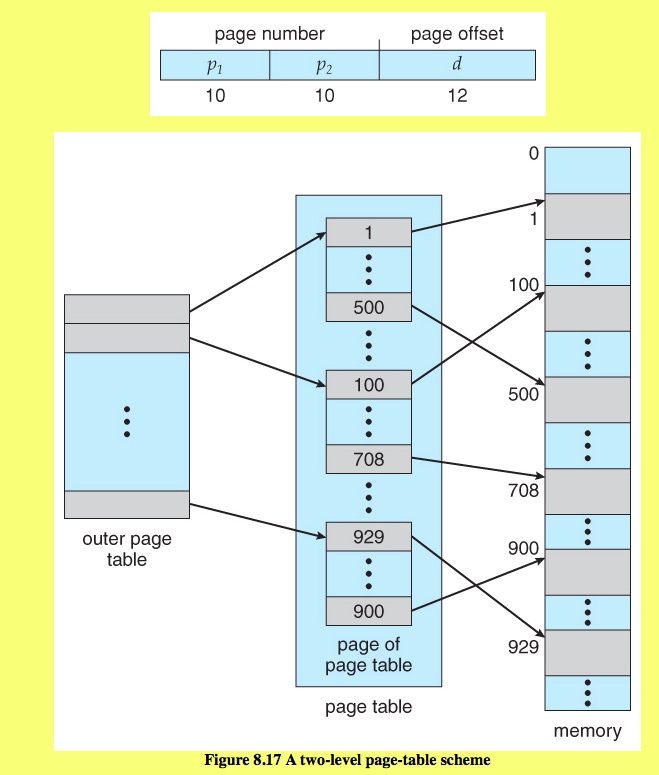 page number page offset
p1 p2 d
10 10 12
0
1
1
100
500
100
500
708
708
929
900
900
929
outer page
table
page of
page table
page table
memory
Figure 8.17 A two-level page-table scheme